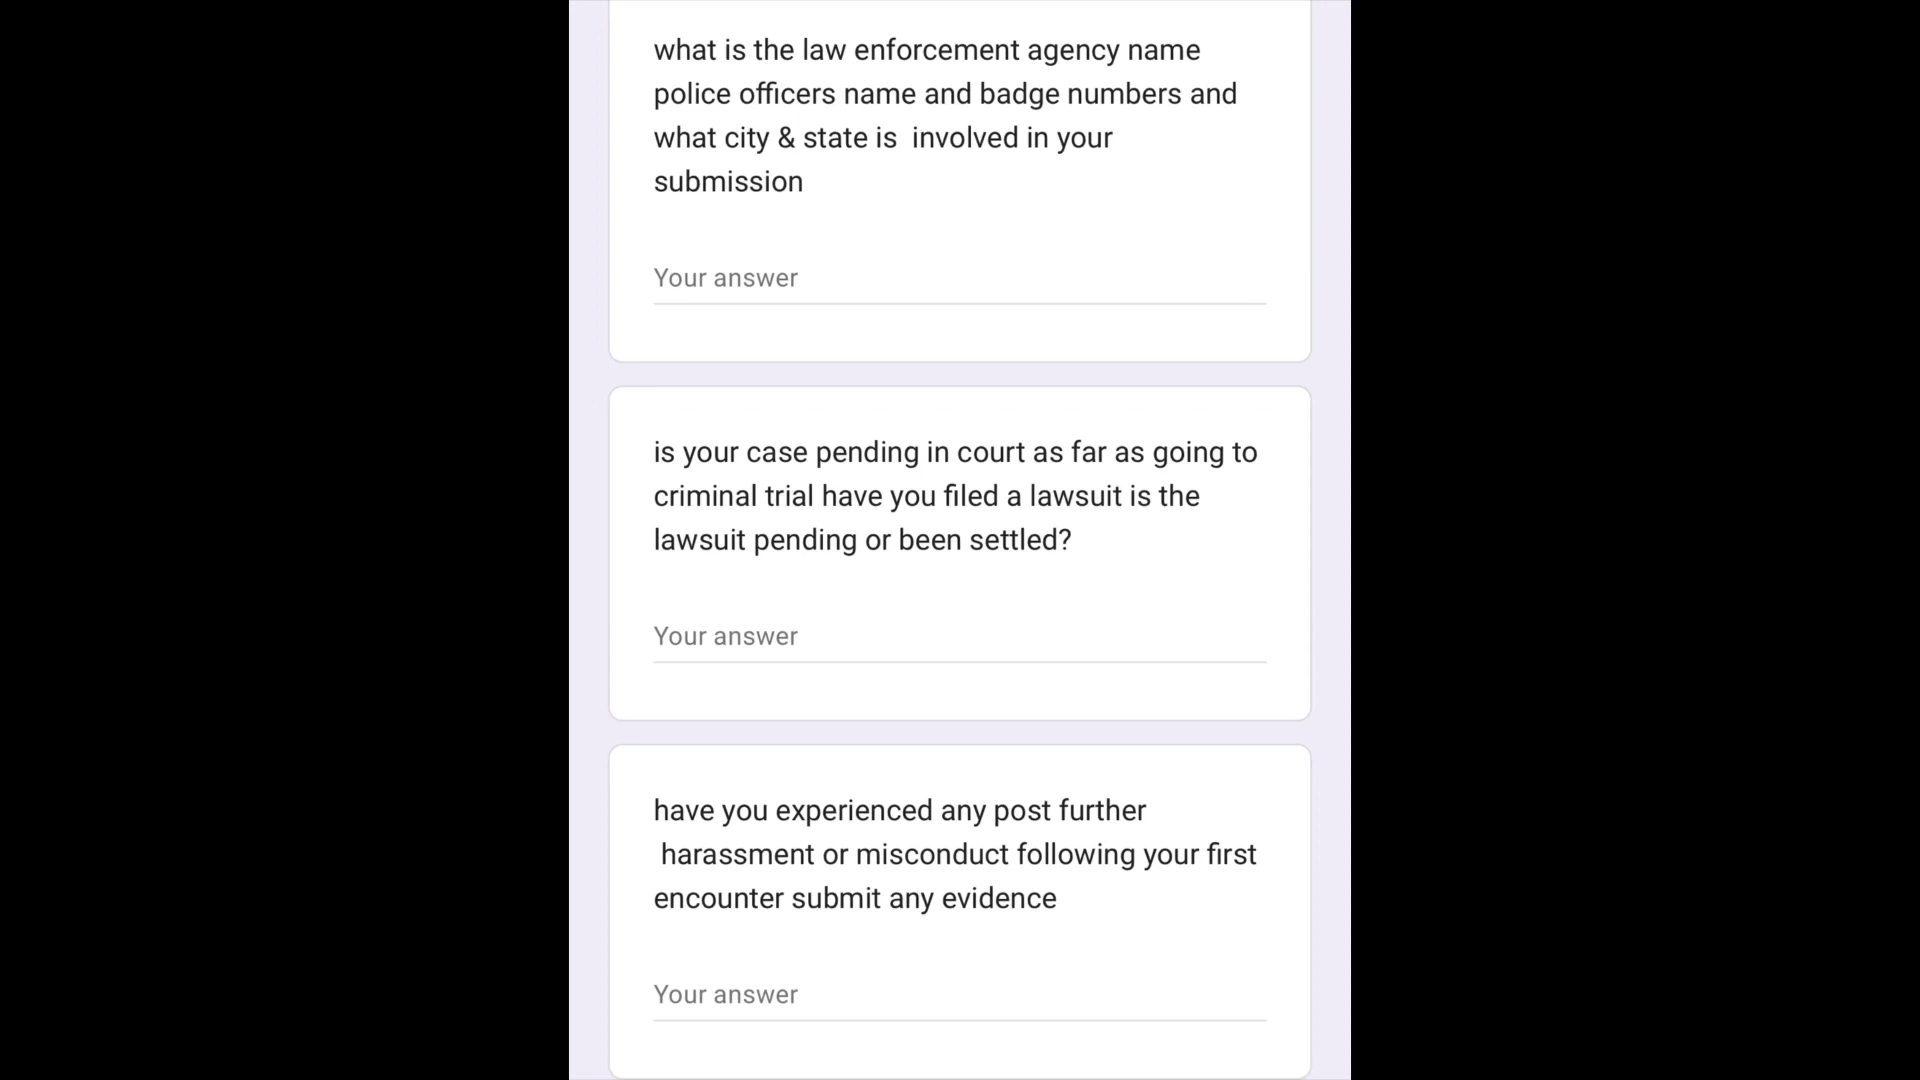 what is the law enforcement agency name
police officers name and badge numbers and
what city & state is  involved in your
submission
Your answer
is your case pending in court as far as going to
criminal trial have you filed a lawsuit is the
lawsuit pending or been settled?
Your answer
have you experienced any post further
 harassment or misconduct following your first
encounter submit any evidence
Your answer